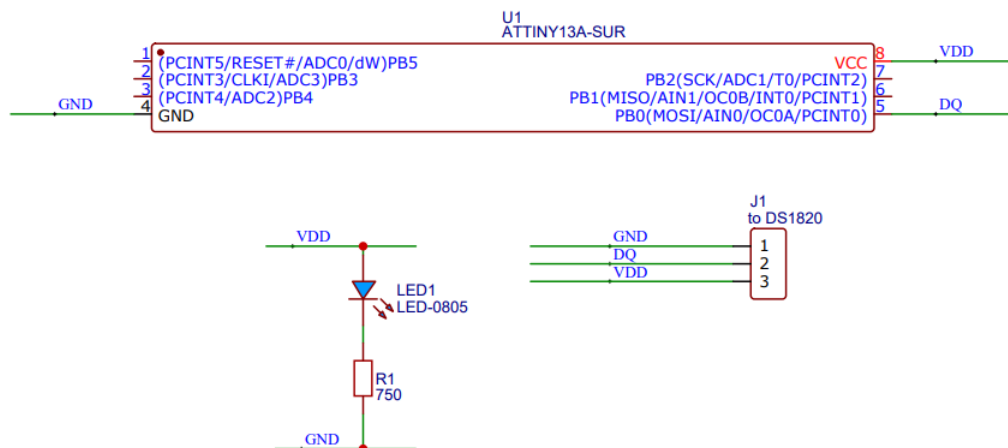 U1
ATTINY13A-SUR
1 (PCINT5/RESET#/ADC0/dW)PB5
2 (PCINT3/CLKI/ADC3)PB3
3 (PCINT4/ADC2)PB4
GND 4 GND
VCC 8 VDD
PB2(SCK/ADC1/T0/PCINT2) 7
PB1(MISO/AIN1/OC0B/INT0/PCINT1) 6
PB0(MOSI/AIN0/OC0A/PCINT0) 5 DQ
VDD
LED1
LED-0805
R1
750
GND
J1
to DS1820
GND 1
DQ 2
VDD 3